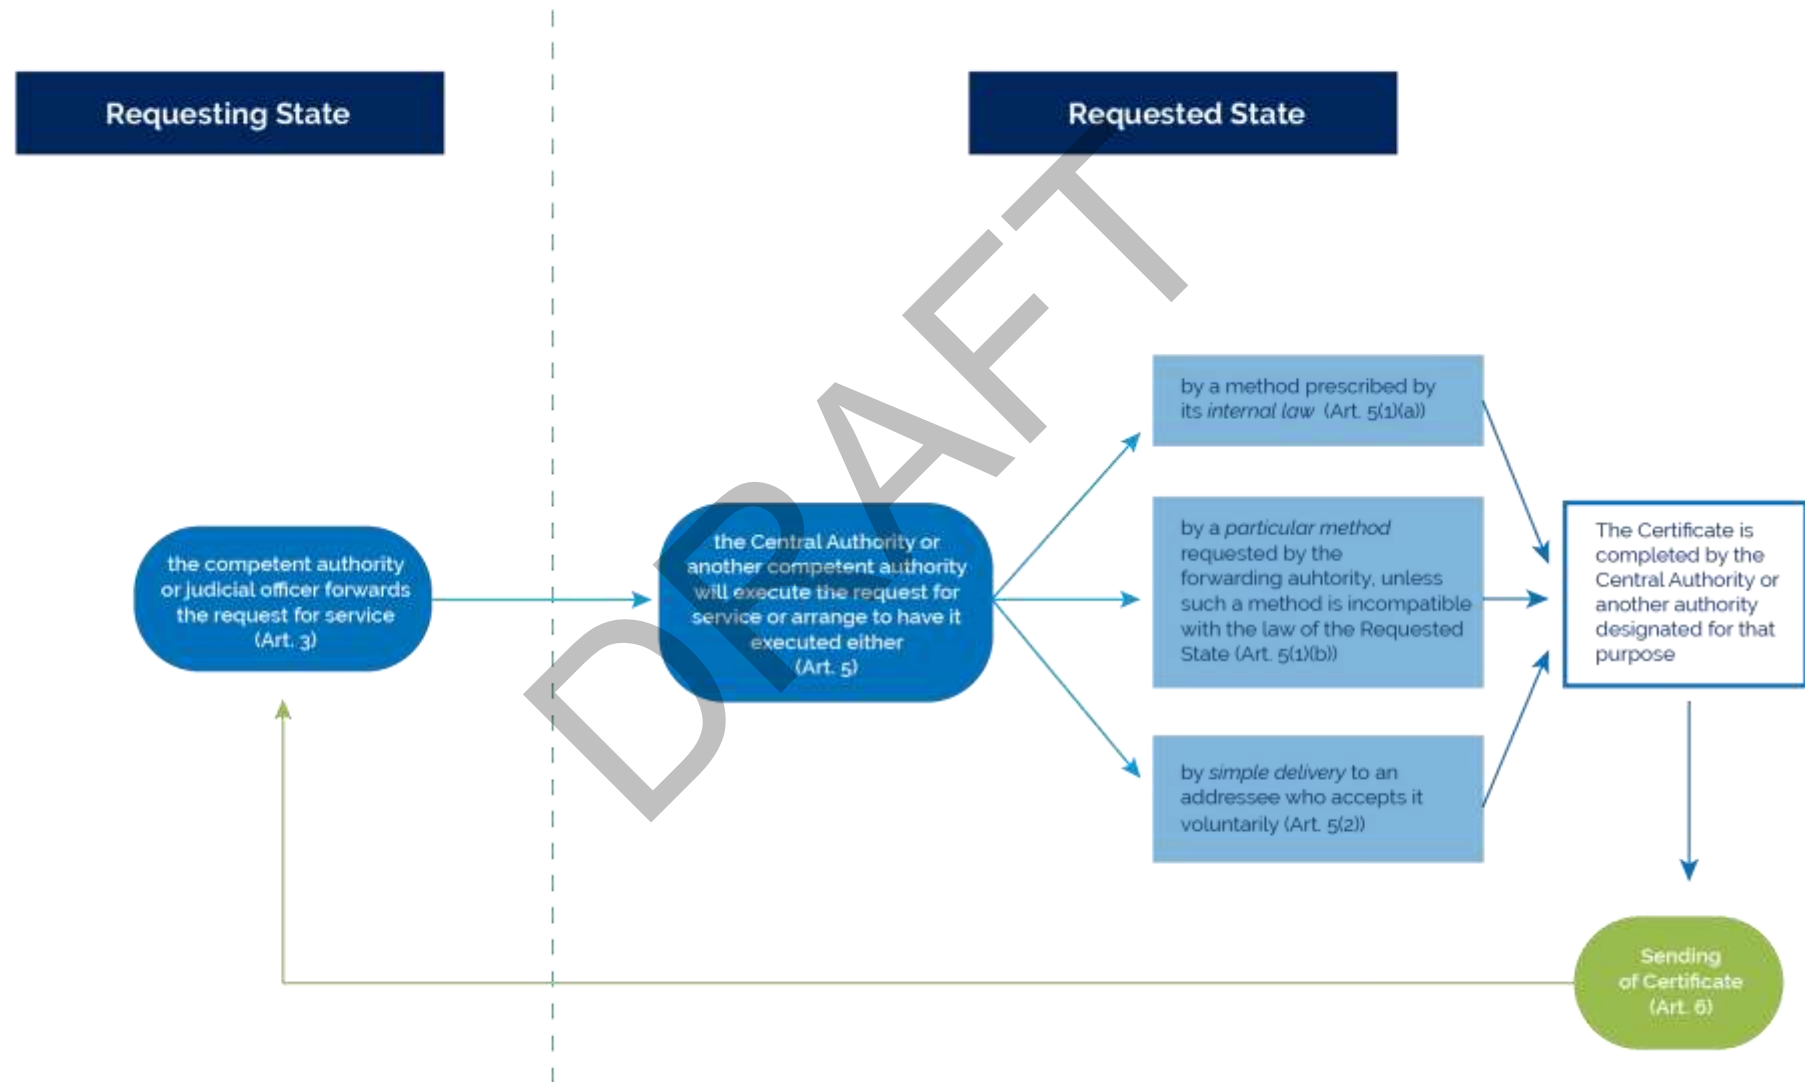 Requesting State
Requested State
the competent authority
or judicial officer forwards
the request for service
(Art. 3)
the Central Authority or
another competent authority
will execute the request for
service or arrange to have it
executed either
(Art. 5)
by a method prescribed by
its internal law (Art. 5(1)(a))
by a particular method
requested by the
forwarding auhtority, unless
such a method is incompatible
with the law of the Requested
State (Art. 5(1)(b))
by simple delivery to an
addressee who accepts it
voluntarily (Art. 5(2))
The Certificate is
completed by the
Central Authority or
another authority
designated for that
purpose
Sending
of Certificate
(Art. 6)
DRAFT